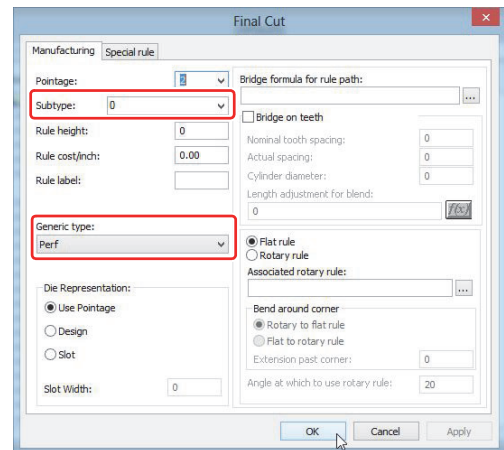 Final Cut
Manufacturing
Special rule
Pointage: 2
Subtype: 0
Rule height: 0
Rule cost/inch: 0.00
Rule label:
Generic type:
Perf
Die Representation:
Use Pointage
Design
Slot
Slot Width: 0
Bridge formula for rule path:
...
Bridge on teeth
Nominal tooth spacing: 0
Actual spacing: 0
Cylinder diameter: 0
Length adjustment for blend:
0 f(x)
Flat rule
Rotary rule
Associated rotary rule:
...
Bend around corner
Rotary to flat rule
Flat to rotary rule
Extension past corner: 0
Angle at which to use rotary rule: 20
OK Cancel Apply